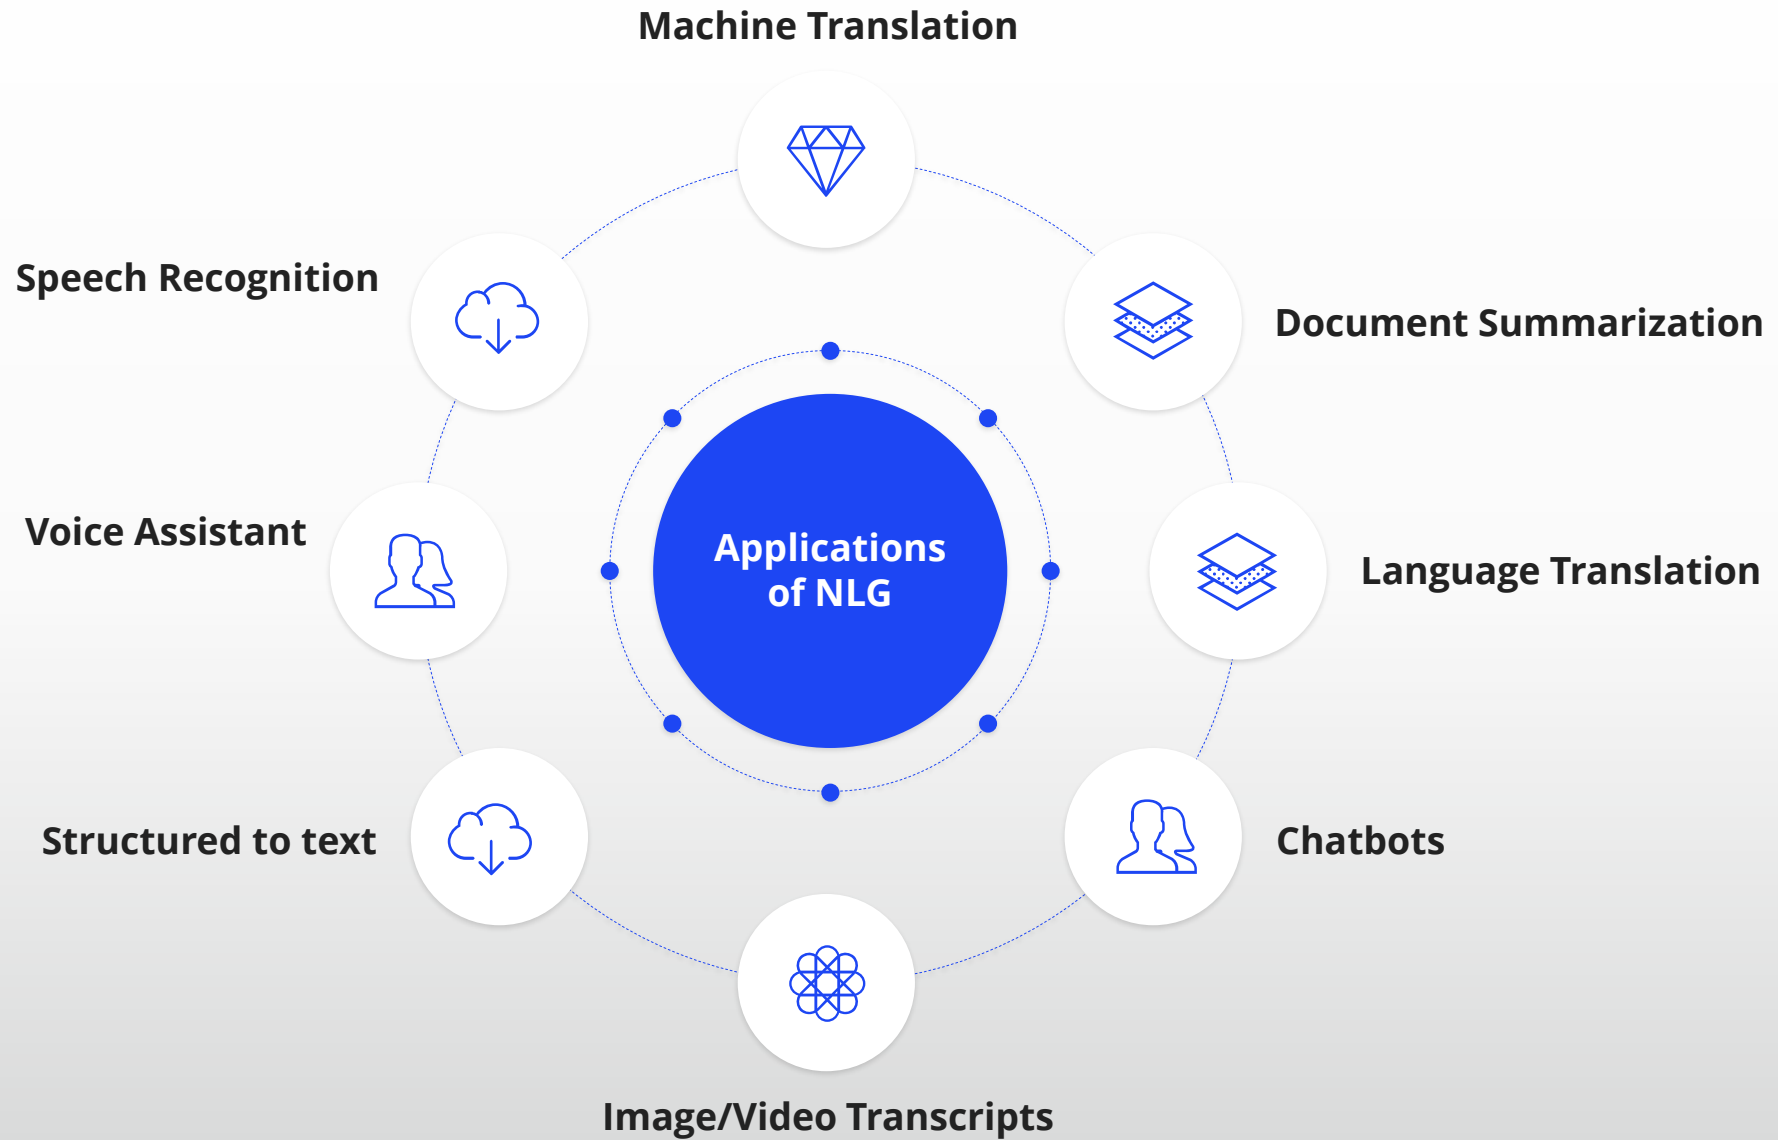 Machine Translation
Speech Recognition
Document Summarization
Voice Assistant
Applications
of NLG
Language Translation
Structured to text
Chatbots
Image/Video Transcripts